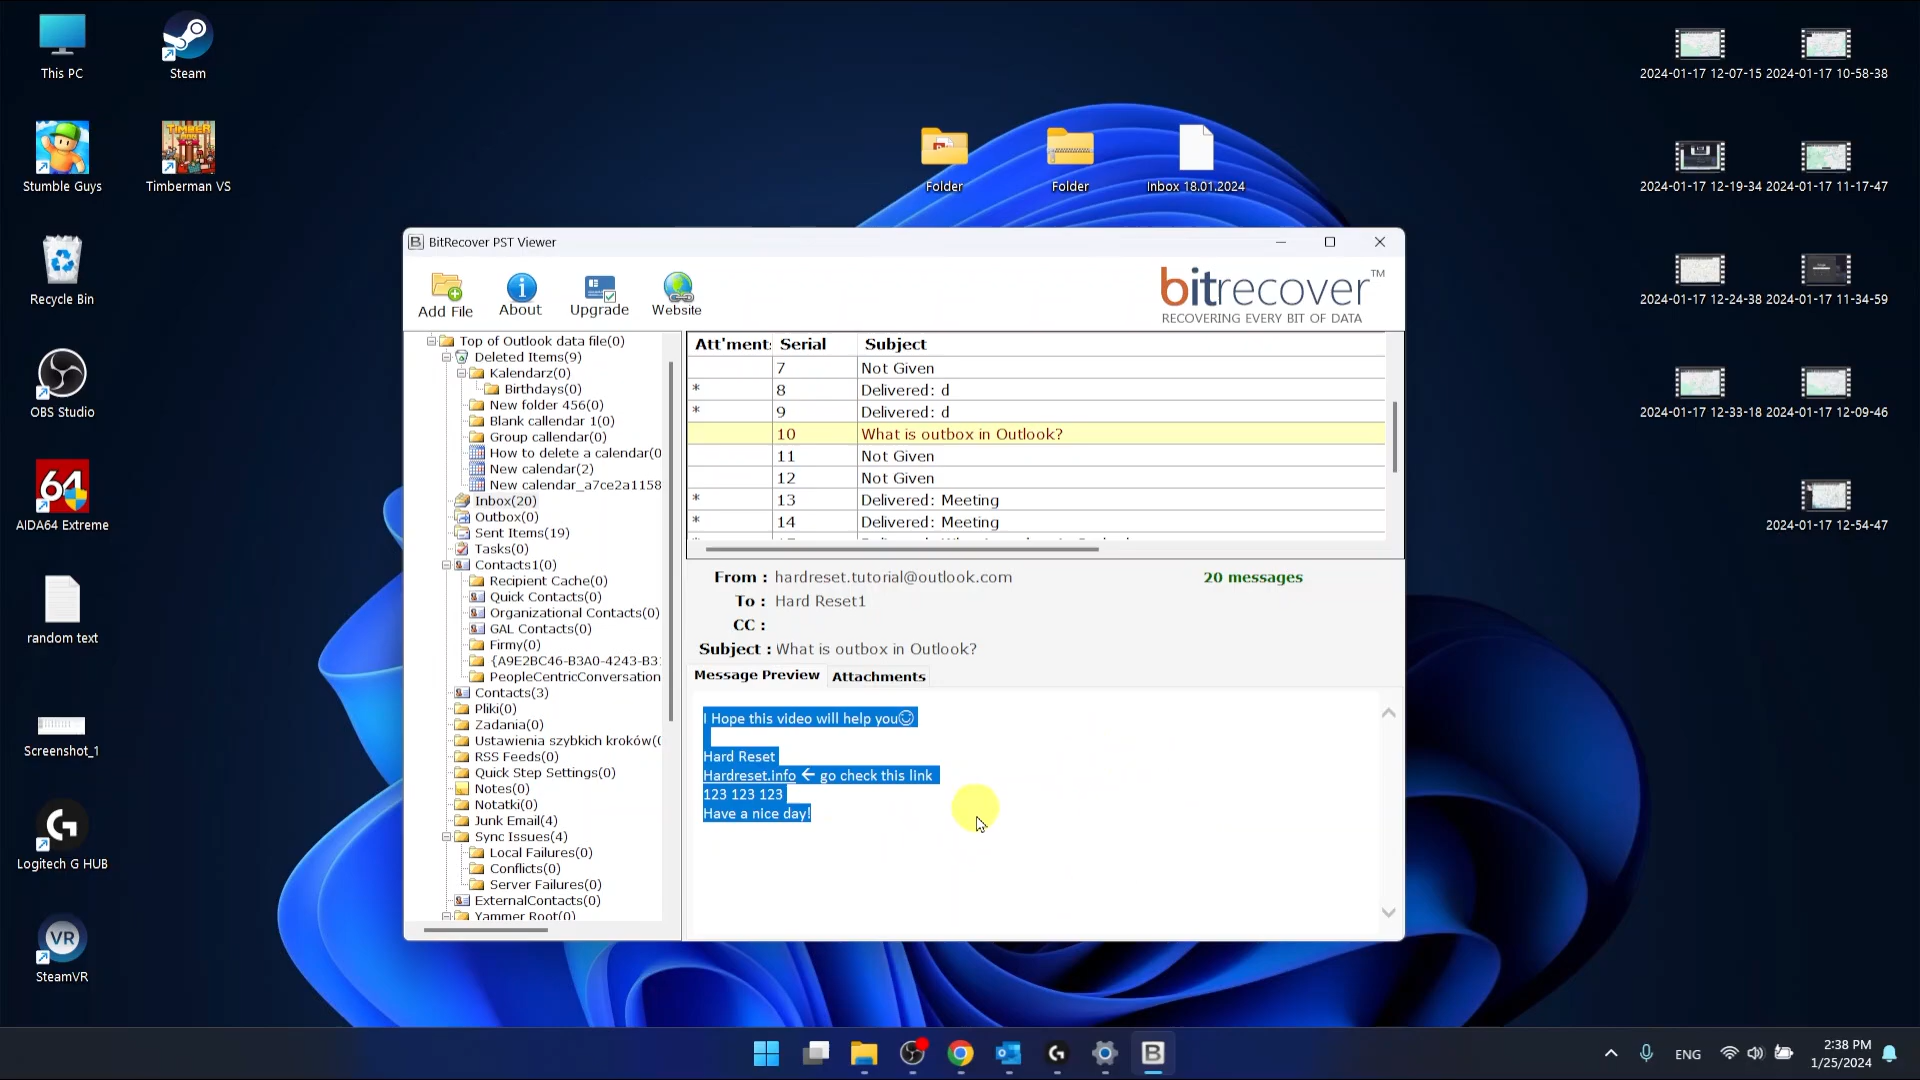 This PC
Steam
Stumble Guys
Timberman VS
Recycle Bin
OBS Studio
64
AIDA64 Extreme
random text
Screenshot_1
Logitech G HUB
VR
SteamVR
Folder
Folder
Inbox 18.01.2024
2024-01-17 12-07-15
2024-01-17 10-58-38
2024-01-17 12-19-34
2024-01-17 11-17-47
2024-01-17 12-24-38
2024-01-17 11-34-59
2024-01-17 12-33-18
2024-01-17 12-09-46
2024-01-17 12-54-47
B BitRecover PST Viewer
Add File
About
Upgrade
Website
bitrecover™
RECOVERING EVERY BIT OF DATA
Top of Outlook data file(0)
Deleted Items(9)
Kalendarz(0)
Birthdays(0)
New folder 456(0)
Blank callendar 1(0)
Group callendar(0)
How to delete a calendar(0
New calendar(2)
New calendar_a7ce2a1158
Inbox(20)
Outbox(0)
Sent Items(19)
Tasks(0)
Contacts1(0)
Recipient Cache(0)
Quick Contacts(0)
Organizational Contacts(0)
GAL Contacts(0)
Firmy(0)
{A9E2BC46-B3A0-4243-B3
PeopleCentricConversation
Contacts(3)
Pliki(0)
Zadania(0)
Ustawienia szybkich kroków(
RSS Feeds(0)
Quick Step Settings(0)
Notes(0)
Notatki(0)
Junk Email(4)
Sync Issues(4)
Local Failures(0)
Conflicts(0)
Server Failures(0)
ExternalContacts(0)
Yammer Root(0)
Att'ment: Serial Subject
7 Not Given
* 8 Delivered: d
* 9 Delivered: d
10 What is outbox in Outlook?
11 Not Given
12 Not Given
* 13 Delivered: Meeting
* 14 Delivered: Meeting
From : hardreset.tutorial@outlook.com 20 messages
To : Hard Reset1
CC :
Subject : What is outbox in Outlook?
Message Preview Attachments
I Hope this video will help you☺
Hard Reset
Hardreset.info ← go check this link
123 123 123
Have a nice day!
ENG
2:38 PM
1/25/2024